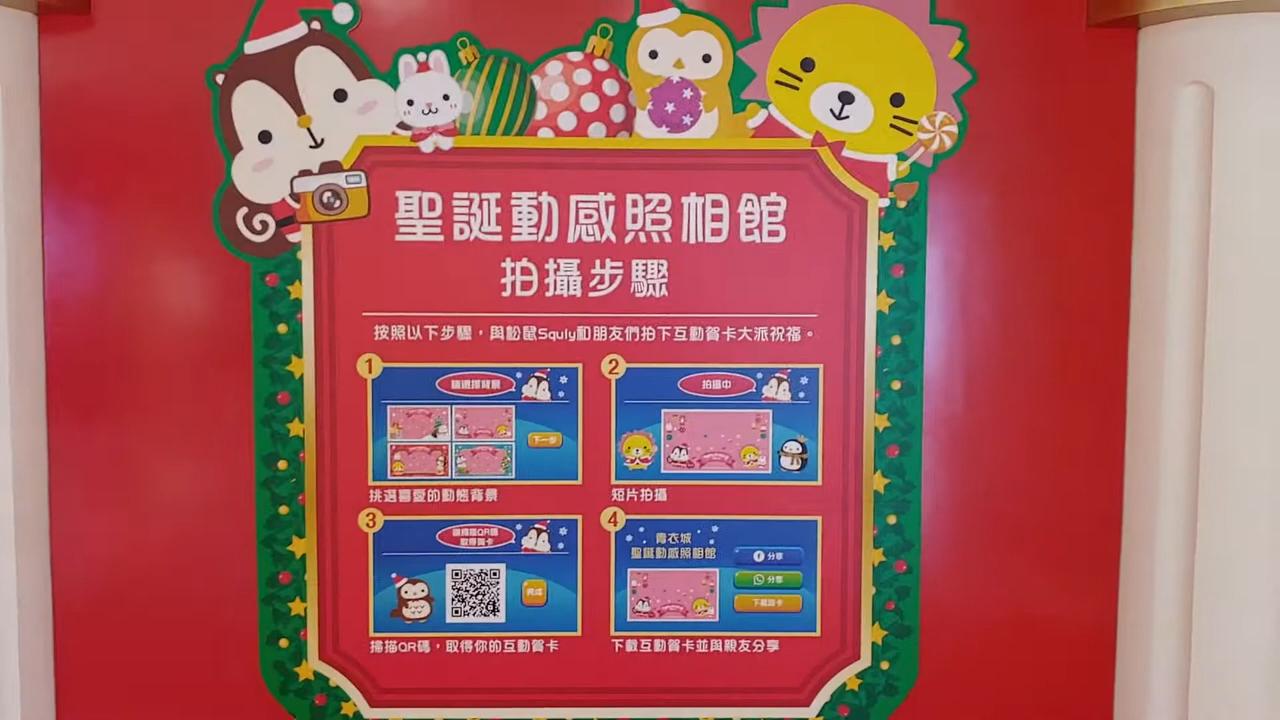 聖誕動感照相館
拍攝步驟
按照以下步驟，與松鼠Squly和朋友們拍下互動賀卡大派祝福。
1
請選擇背景
下一步
挑選喜愛的動態背景
2
拍攝中
短片拍攝
3
取得賀卡
完成
掃描QR碼，取得你的互動賀卡
4
青衣城
聖誕動感照相館
分享
分享
下載賀卡
下載互動賀卡並與親友分享